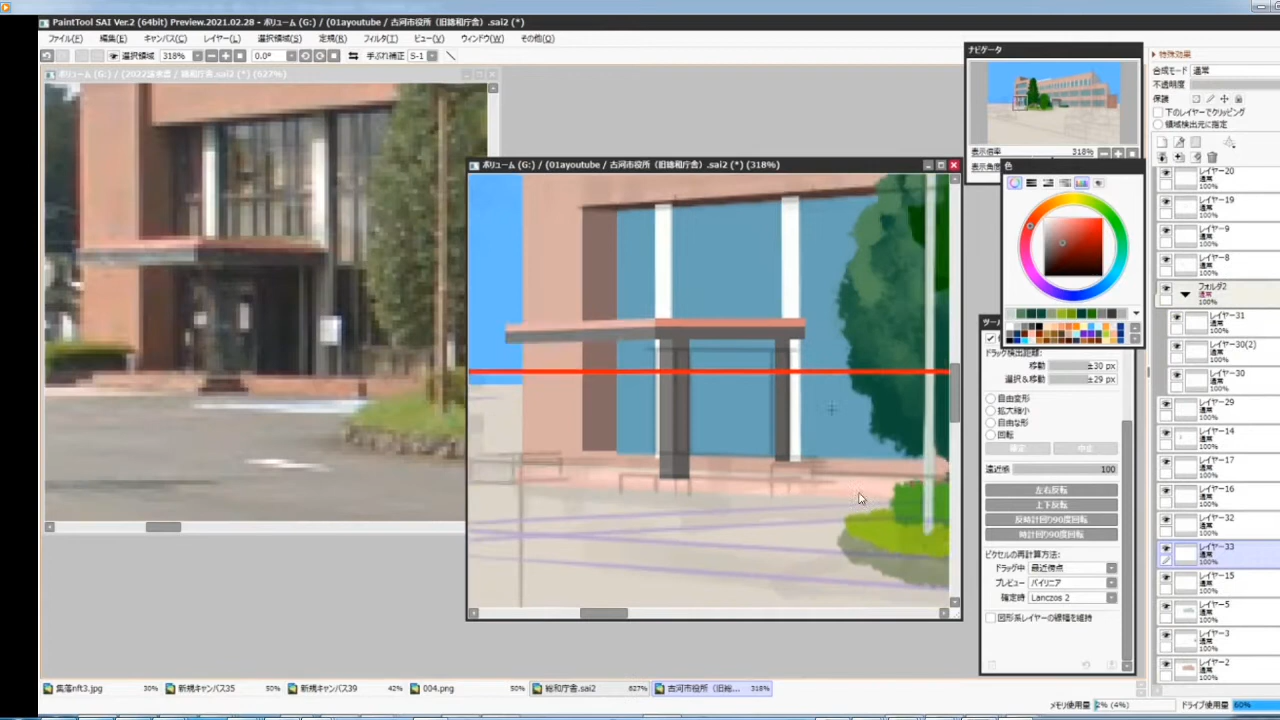 PaintTool SAI Ver.2 (64bit) Preview.2021.02.28 - ボリューム (G:) / (01ayoutube / 古河市役所（旧総和庁舎）.sai2 (*)
ファイル(F) 編集(E) キャンバス(C) レイヤー(L) 選択領域(S) 定規(R) フィルタ(T) ビュー(V) ウィンドウ(W) その他(O)
選択領域 318% 0.0° 手ぶれ補正 S-1
総和庁舎.sai2 (*) (627%)
ボリューム (G:) / (01ayoutube / 古河市役所（旧総和庁舎）.sai2 (*) (318%)
ナビゲータ
表示倍率 318%
表示角度
色
特殊効果
合成モード 通常
不透明度
保護
下のレイヤーでクリッピング
領域検出元に指定
レイヤー20
100%
レイヤー19
通常
100%
レイヤー9
通常
100%
レイヤー8
通常
100%
フォルダ2
通常
100%
レイヤー31
通常
100%
レイヤー30(2)
通常
100%
レイヤー30
通常
100%
レイヤー29
通常
100%
レイヤー14
通常
100%
レイヤー17
通常
100%
レイヤー16
通常
100%
レイヤー32
通常
100%
レイヤー33
通常
100%
レイヤー15
通常
100%
レイヤー5
通常
100%
レイヤー3
通常
100%
レイヤー2
通常
100%
ドラッグ検出距離:
移動 ±30 px
選択&移動 ±29 px
自由変形
拡大縮小
自由な形
回転
確定 中止
遠近感 100
左右反転
上下反転
反時計回り90度回転
時計回り90度回転
ピクセルの再計算方法:
ドラッグ中 最近傍点
プレビュー バイリニア
確定時 Lanczos 2
図形系レイヤーの線幅を維持
集落nft3.jpg 30% 新規キャンバス35 50% 新規キャンバス39 42% 004.png 50% 総和庁舎.sai2 627% 古河市役所（旧総... 318%
メモリ使用量 2% (4%) ドライブ使用量 60%